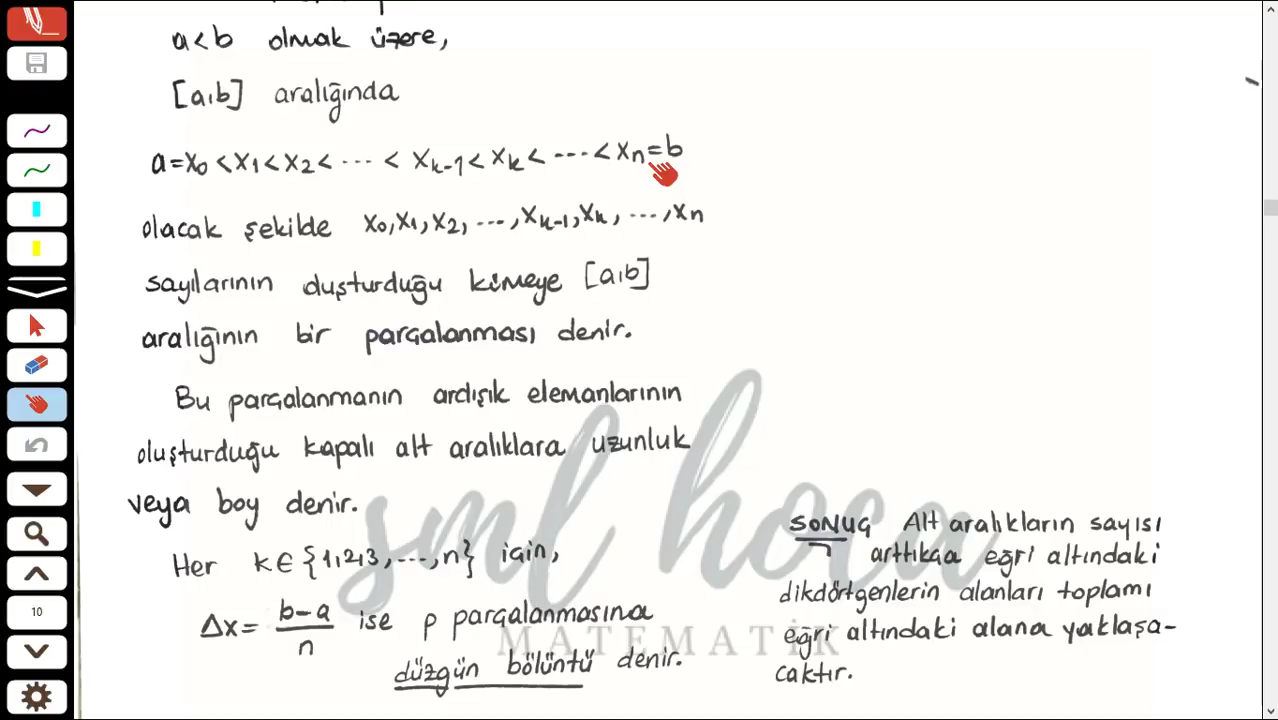 a<b olmak üzere,
[a,b] aralığında
a=x₀<x₁<x₂<---<xₖ₋₁<xₖ<---<xₙ=b
olacak şekilde x₀,x₁,x₂,---,xₖ₋₁,xₖ,---,xₙ
sayılarının duşturduğu kümeye [a,b]
aralığının bir parçalanması denir.
Bu parçalanmanın ardışık elemanlarının
oluşturduğu kapalı alt aralıklara uzunluk
veya boy denir.
Her k∈{1,2,3,---,n} için,
Δx= b-a / n ise p parçalanmasına
düzgün bölüntü denir.
SONUÇ Alt aralıkların sayısı
arttıkça eğri altındaki
dikdörtgenlerin alanları toplamı
eğri altındaki alana yaklaşa-
caktır.
sml hoca
MATEMATİK
10